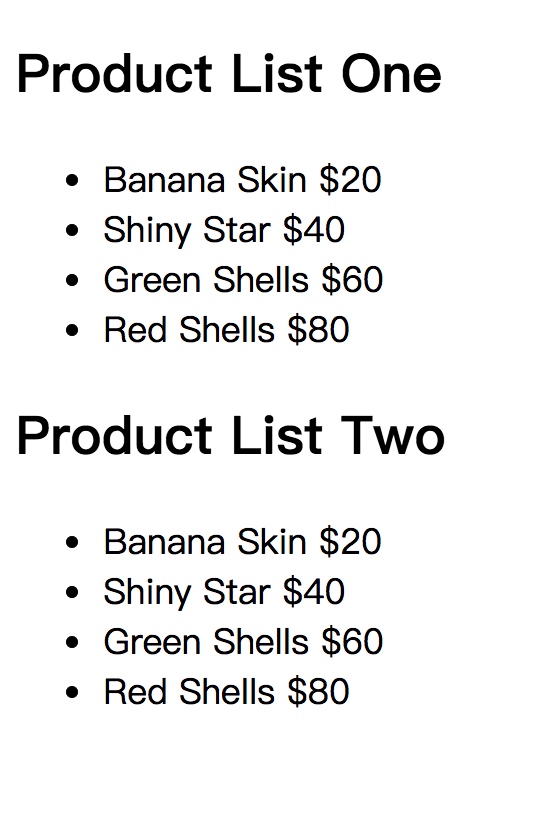 Product List One
Banana Skin $20
Shiny Star $40
Green Shells $60
Red Shells $80
Product List Two
Banana Skin $20
Shiny Star $40
Green Shells $60
Red Shells $80